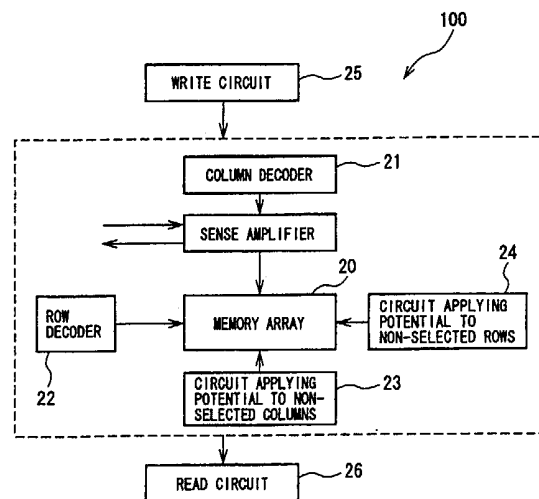 100
WRITE CIRCUIT
25
COLUMN DECODER
21
SENSE AMPLIFIER
20
24
ROW
DECODER
MEMORY ARRAY
CIRCUIT APPLYING
POTENTIAL TO
NON-SELECTED ROWS
22
CIRCUIT APPLYING
POTENTIAL TO NON-
SELECTED COLUMNS
23
READ CIRCUIT
26